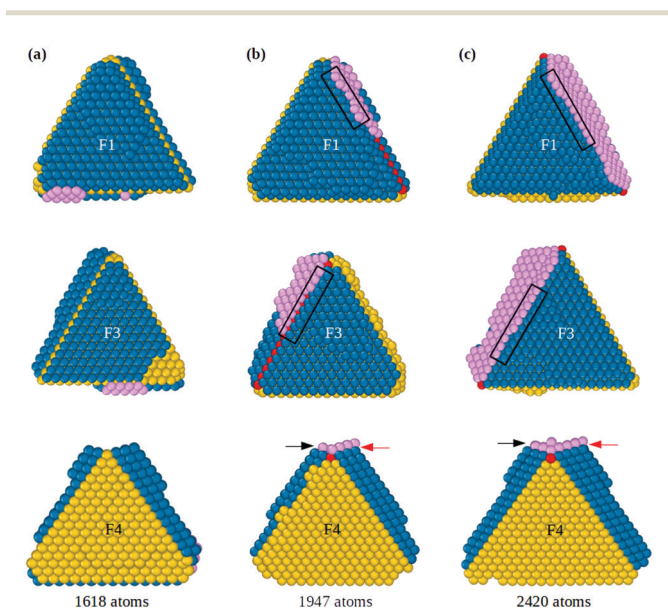 (a) (b) (c)
F1 F1 F1
F3 F3 F3
F4 F4 F4
1618 atoms 1947 atoms 2420 atoms